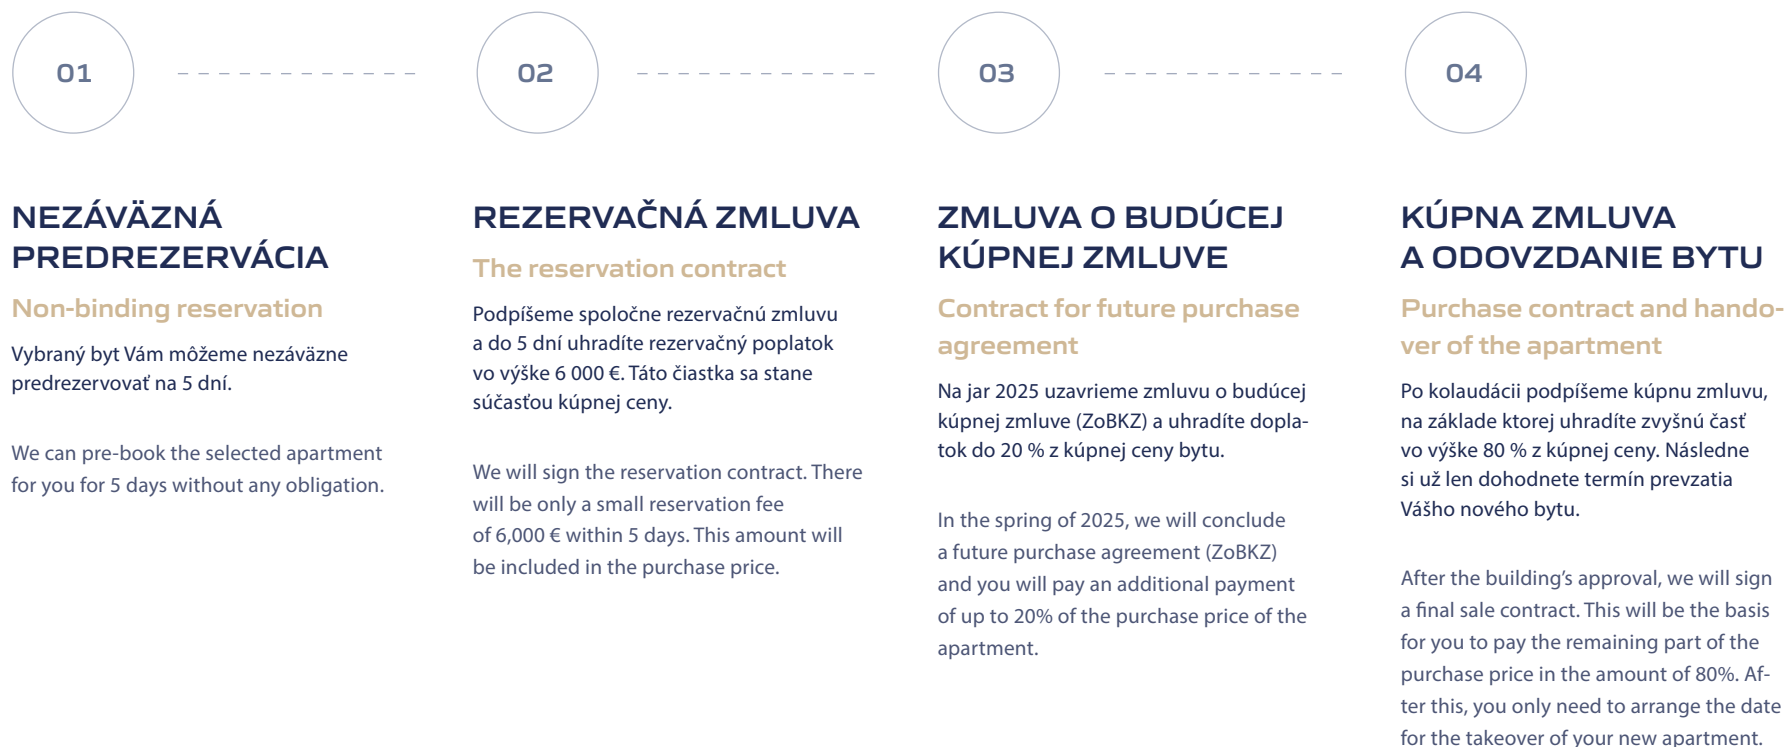 01
02
03
04
NEZÁVÄZNÁ
PREDREZERVÁCIA
Non-binding reservation
Vybraný byt Vám môžeme nezáväzne
predrezervovať na 5 dní.
We can pre-book the selected apartment
for you for 5 days without any obligation.
REZERVAČNÁ ZMLUVA
The reservation contract
Podpíšeme spoločne rezervačnú zmluvu
a do 5 dní uhradíte rezervačný poplatok
vo výške 6 000 €. Táto čiastka sa stane
súčasťou kúpnej ceny.
We will sign the reservation contract. There
will be only a small reservation fee
of 6,000 € within 5 days. This amount will
be included in the purchase price.
ZMLUVA O BUDÚCEJ
KÚPNEJ ZMLUVE
Contract for future purchase
agreement
Na jar 2025 uzavrieme zmluvu o budúcej
kúpnej zmluve (ZoBKZ) a uhradíte dopla-
tok do 20 % z kúpnej ceny bytu.
In the spring of 2025, we will conclude
a future purchase agreement (ZoBKZ)
and you will pay an additional payment
of up to 20% of the purchase price of the
apartment.
KÚPNA ZMLUVA
A ODOVZDANIE BYTU
Purchase contract and hando-
ver of the apartment
Po kolaudácii podpíšeme kúpnu zmluvu,
na základe ktorej uhradíte zvyšnú časť
vo výške 80 % z kúpnej ceny. Následne
si už len dohodnete termín prevzatia
Vášho nového bytu.
After the building’s approval, we will sign
a final sale contract. This will be the basis
for you to pay the remaining part of the
purchase price in the amount of 80%. Af-
ter this, you only need to arrange the date
for the takeover of your new apartment.